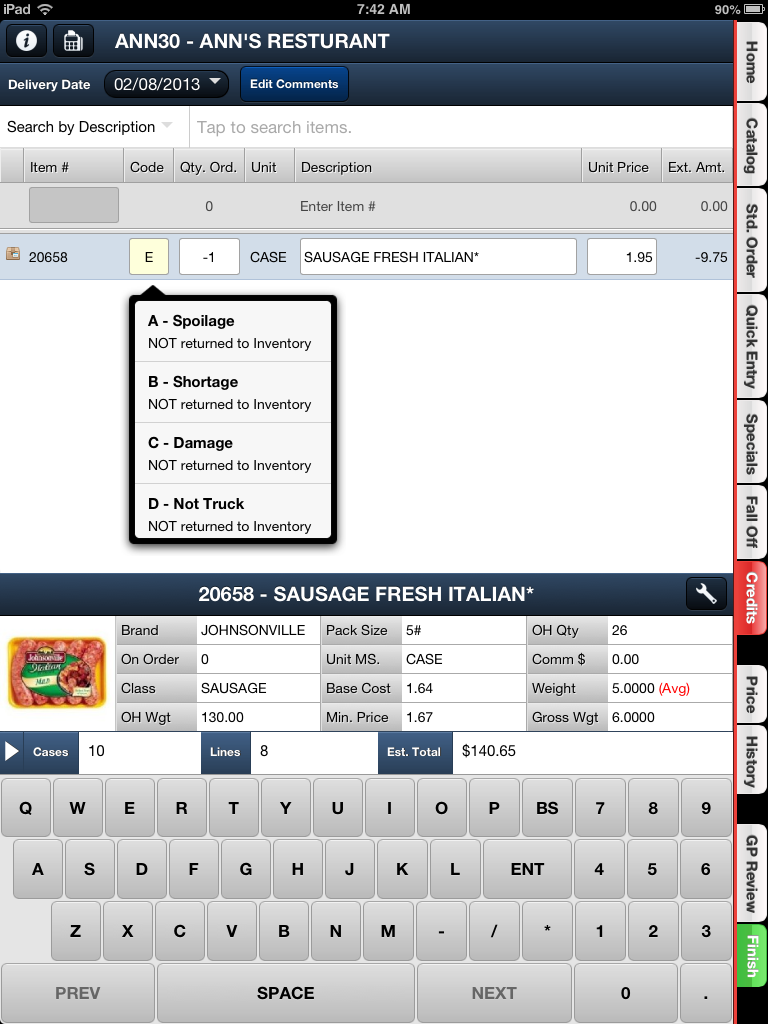 iPad 7:42 AM 90%
ANN30 - ANN'S RESTURANT
Delivery Date 02/08/2013 Edit Comments
Search by Description Tap to search items.
Item # Code Qty. Ord. Unit Description Unit Price Ext. Amt.
0 Enter Item # 0.00 0.00
20658 E -1 CASE SAUSAGE FRESH ITALIAN* 1.95 -9.75
A - Spoilage
NOT returned to Inventory
B - Shortage
NOT returned to Inventory
C - Damage
NOT returned to Inventory
D - Not Truck
NOT returned to Inventory
20658 - SAUSAGE FRESH ITALIAN*
Johnsonville
Italian
Mild
Brand JOHNSONVILLE Pack Size 5# OH Qty 26
On Order 0 Unit MS. CASE Comm $ 0.00
Class SAUSAGE Base Cost 1.64 Weight 5.0000 (Avg)
OH Wgt 130.00 Min. Price 1.67 Gross Wgt 6.0000
Cases 10 Lines 8 Est. Total $140.65
Q W E R T Y U I O P BS 7 8 9
A S D F G H J K L ENT 4 5 6
Z X C V B N M - / * 1 2 3
PREV SPACE NEXT 0 .
Home
Catalog
Std. Order
Quick Entry
Specials
Fall Off
Credits
Price
History
GP Review
Finish